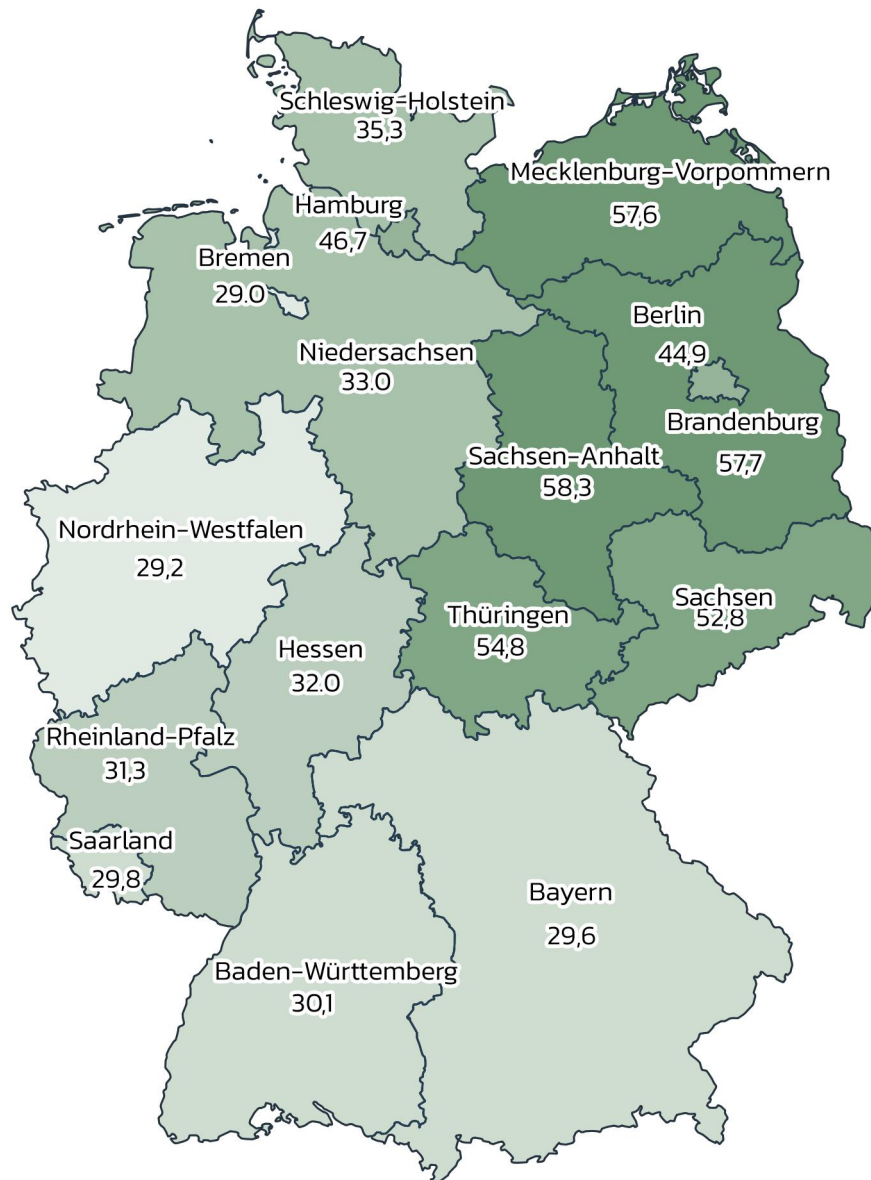 Schleswig-Holstein
35,3
Mecklenburg-Vorpommern
57,6
Hamburg
46,7
Bremen
29.0
Berlin
44,9
Niedersachsen
33.0
Brandenburg
57,7
Sachsen-Anhalt
58,3
Nordrhein-Westfalen
29,2
Sachsen
52,8
Thüringen
54,8
Hessen
32.0
Rheinland-Pfalz
31,3
Saarland
29,8
Bayern
29,6
Baden-Württemberg
30,1